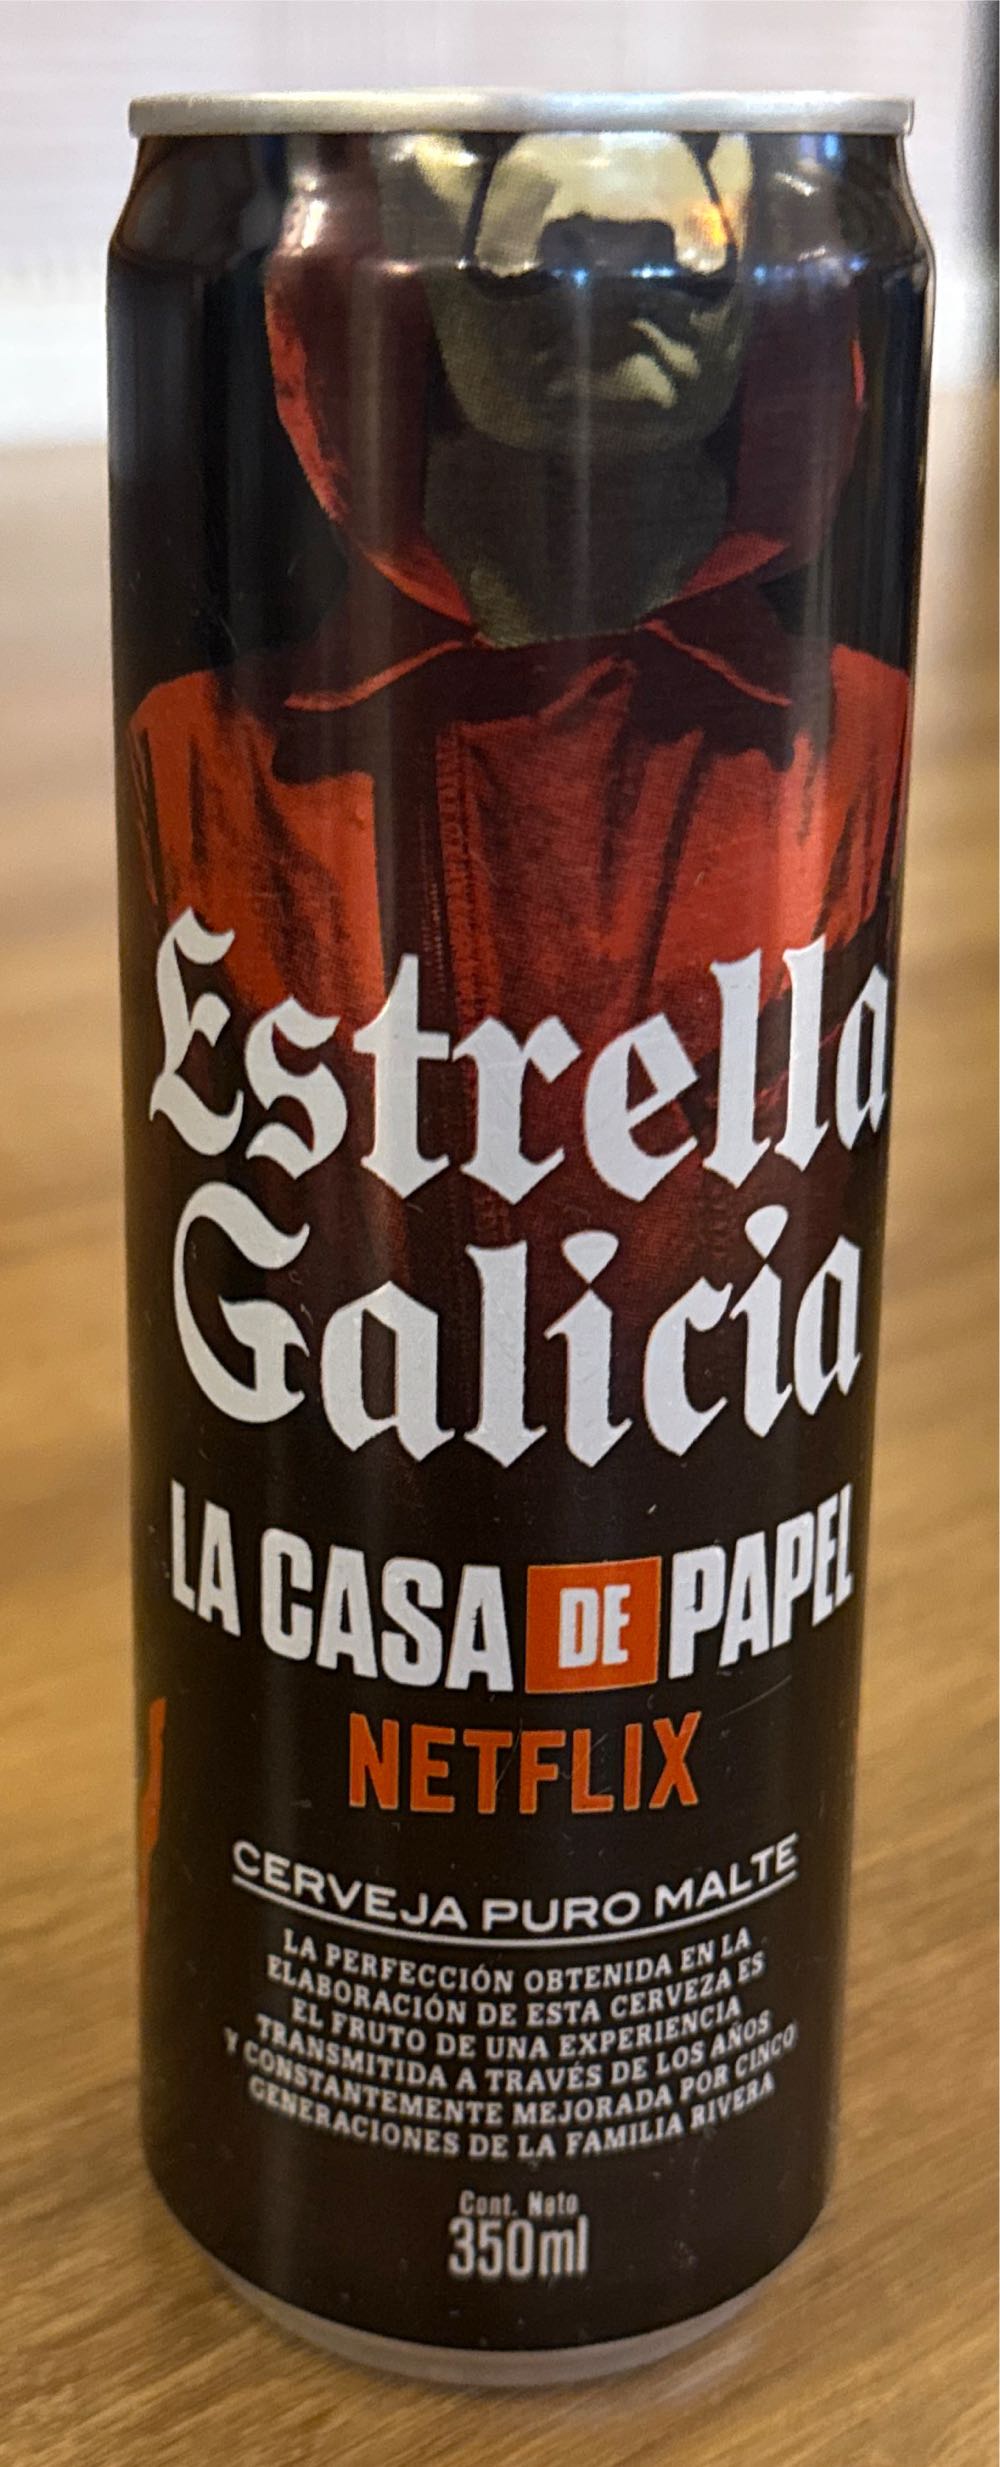 Estrella
Galicia
LA CASA DE PAPEL
NETFLIX
CERVEJA PURO MALTE
LA PERFECCIÓN OBTENIDA EN LA
ELABORACIÓN DE ESTA CERVEZA ES
EL FRUTO DE UNA EXPERIENCIA
TRANSMITIDA A TRAVÉS DE LOS AÑOS
Y CONSTANTEMENTE MEJORADA POR CINCO
GENERACIONES DE LA FAMILIA RIVERA
Cont. Neto
350ml